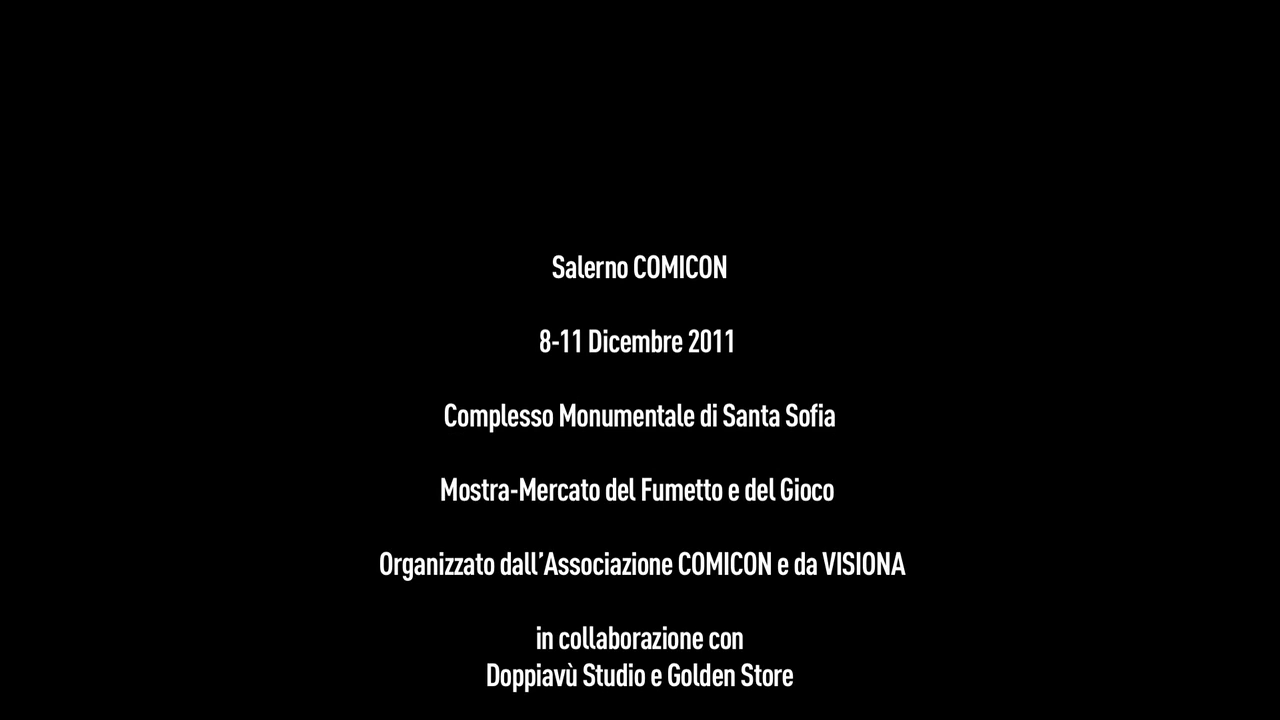 Salerno COMICON
8-11 Dicembre 2011
Complesso Monumentale di Santa Sofia
Mostra-Mercato del Fumetto e del Gioco
Organizzato dall’Associazione COMICON e da VISIONA
in collaborazione con
Doppiavù Studio e Golden Store